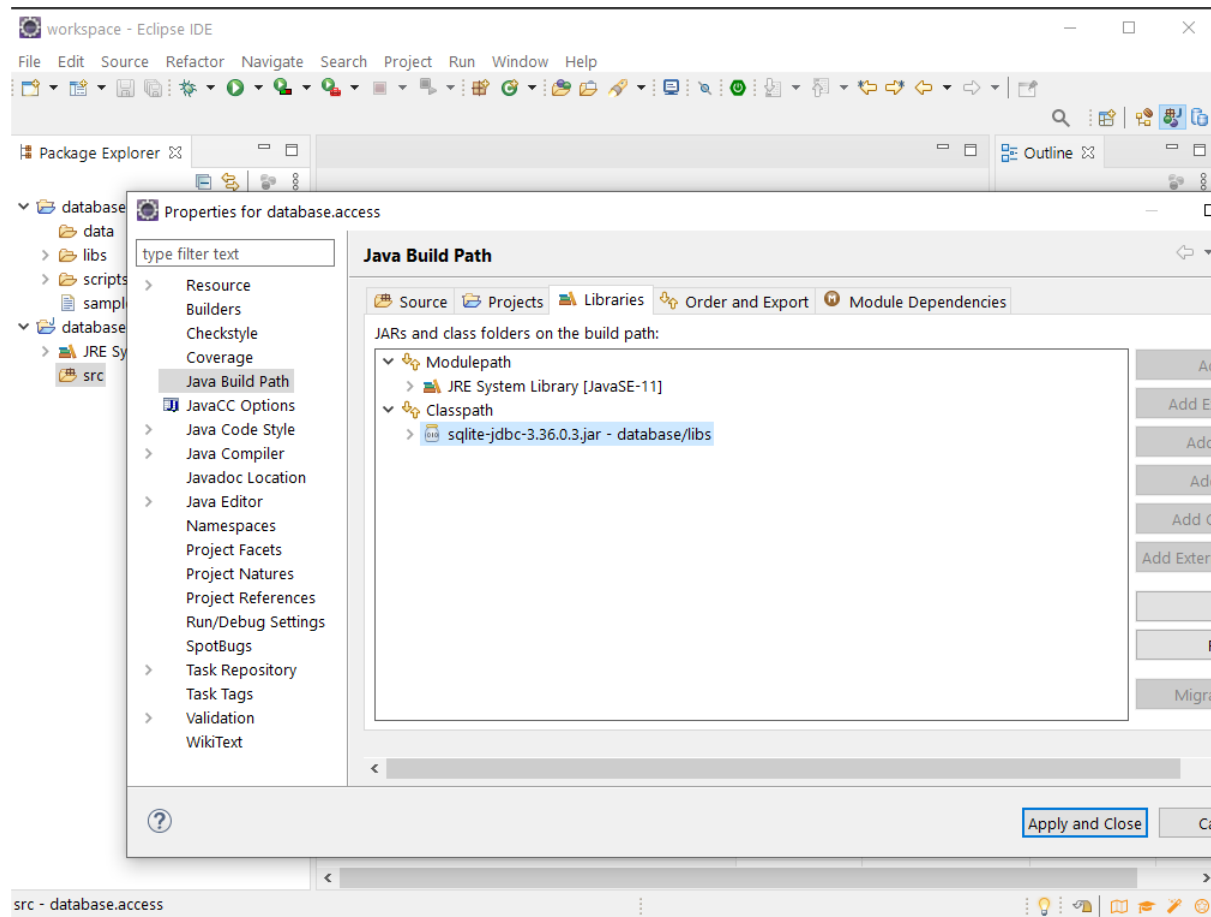 workspace - Eclipse IDE
File Edit Source Refactor Navigate Search Project Run Window Help
Package Explorer
Outline
database
data
libs
scripts
sampl
database
JRE Sy
src
Properties for database.access
type filter text
Resource
Builders
Checkstyle
Coverage
Java Build Path
JavaCC Options
Java Code Style
Java Compiler
Javadoc Location
Java Editor
Namespaces
Project Facets
Project Natures
Project References
Run/Debug Settings
SpotBugs
Task Repository
Task Tags
Validation
WikiText
Java Build Path
Source Projects Libraries Order and Export Module Dependencies
JARs and class folders on the build path:
Modulepath
JRE System Library [JavaSE-11]
Classpath
sqlite-jdbc-3.36.0.3.jar - database/libs
Add E
Add
Add C
Add Exter
Migra
Apply and Close
Ca
src - database.access